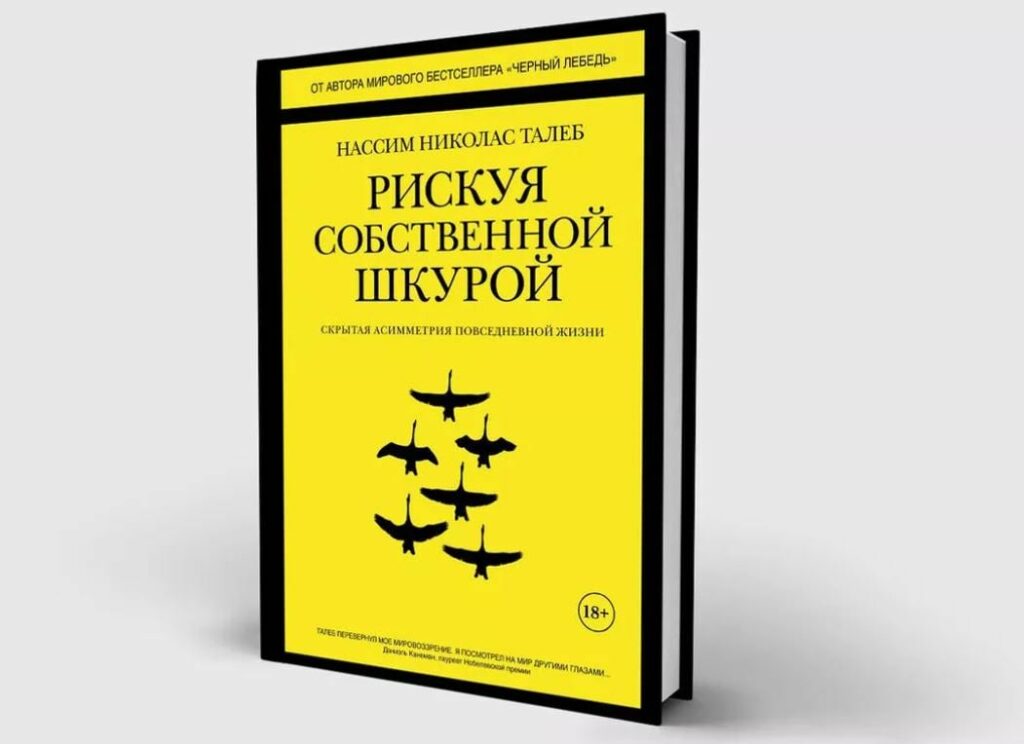 ОТ АВТОРА МИРОВОГО БЕСТСЕЛЛЕРА «ЧЕРНЫЙ ЛЕБЕДЬ»
НАССИМ НИКОЛАС ТАЛЕБ
РИСКУЯ
СОБСТВЕННОЙ
ШКУРОЙ
СКРЫТАЯ АСИММЕТРИЯ ПОВСЕДНЕВНОЙ ЖИЗНИ
18+
ТАЛЕБ ПЕРЕВЕРНУЛ МОЕ МИРОВОЗЗРЕНИЕ. Я ПОСМОТРЕЛ НА МИР ДРУГИМИ ГЛАЗАМИ...
Даниэль Канеман, лауреат Нобелевской премии